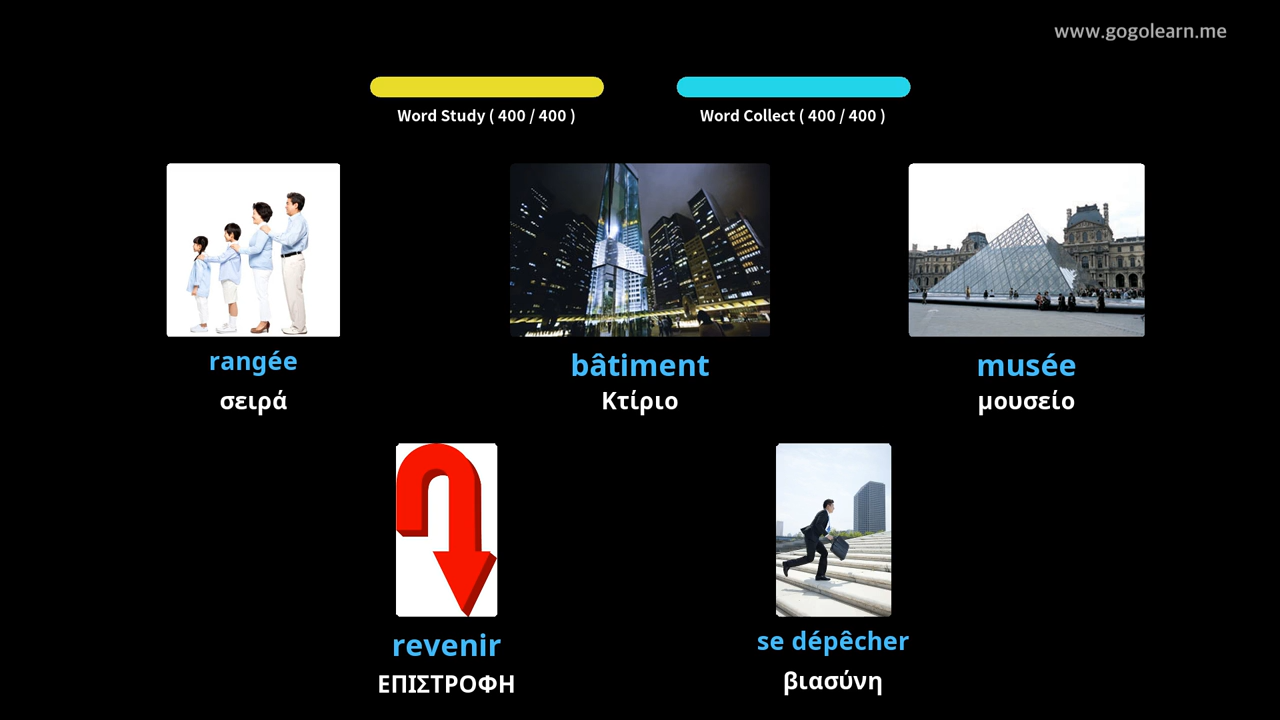 www.gogolearn.me
Word Study ( 400 / 400 )
Word Collect ( 400 / 400 )
rangée
bâtiment
musée
σειρά
Κτίριο
μουσείο
revenir
se dépêcher
ΕΠΙΣΤΡΟΦΗ
βιασύνη